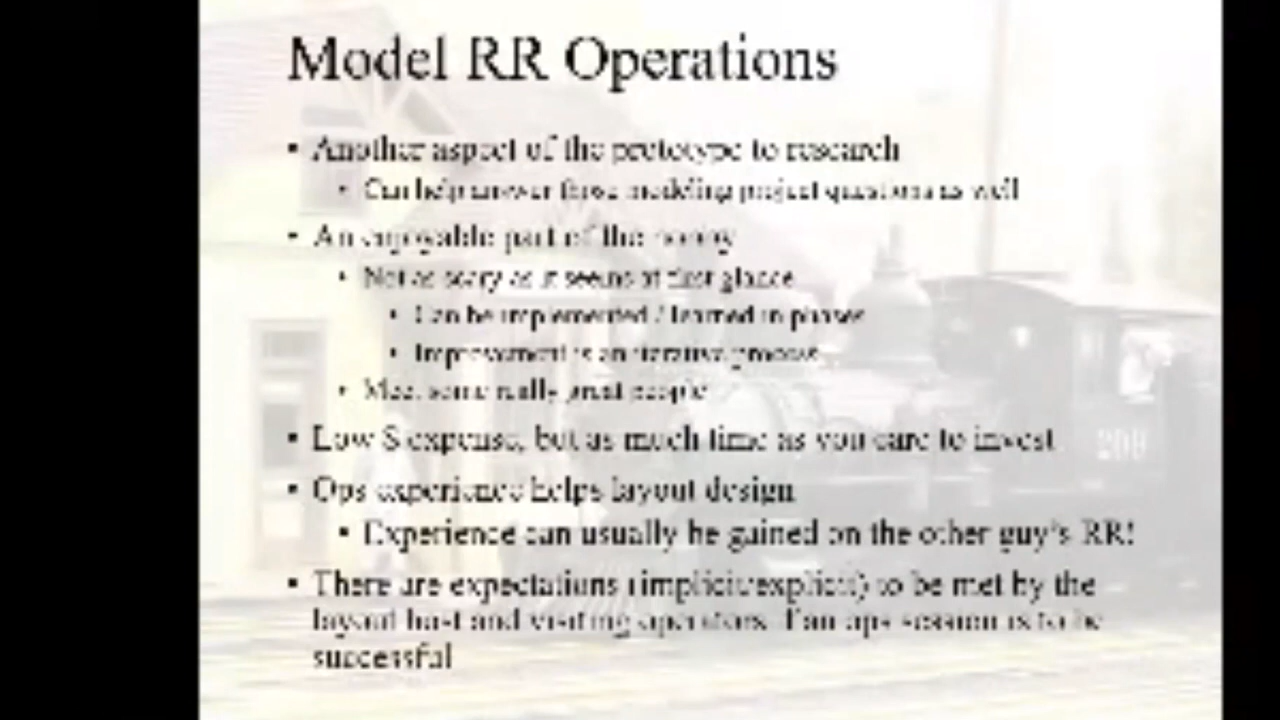 Model RR Operations
• Another aspect of the prototype to research
• Can help answer those modeling project questions as well
• An enjoyable part of the hobby
• Not as scary as it seems at first glance
• Can be implemented / learned in phases
• Improvement is an iterative process
• Meet some really great people
• Low $ expense, but as much time as you care to invest
• Ops experience helps layout design
• Experience can usually be gained on the other guy's RR!
• There are expectations (implicit/explicit) to be met by the
layout host and visiting operators if an ops session is to be
successful
208